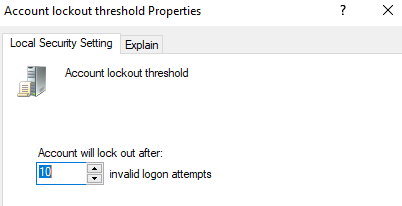 Account lockout threshold Properties
Local Security Setting Explain
Account lockout threshold
Account will lock out after:
10 invalid logon attempts